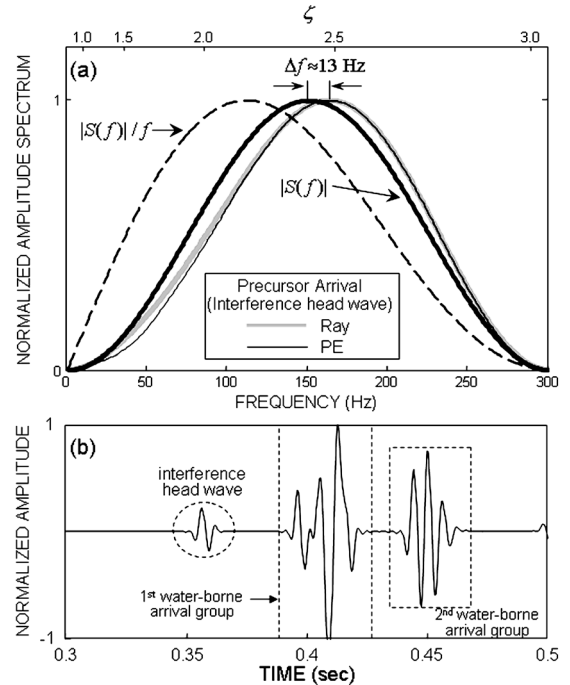 ζ
1.0 1.5 2.0 2.5 3.0
(a)
Δf≈13 Hz
|S(f)| / f
|S(f)|
NORMALIZED AMPLITUDE SPECTRUM
1
0
Precursor Arrival
(Interference head wave)
Ray
PE
0 50 100 150 200 250 300
FREQUENCY (Hz)
(b)
NORMALIZED AMPLITUDE
1
-1
interference
head wave
1st water-borne
arrival group
2nd water-borne
arrival group
0.3 0.35 0.4 0.45 0.5
TIME (sec)